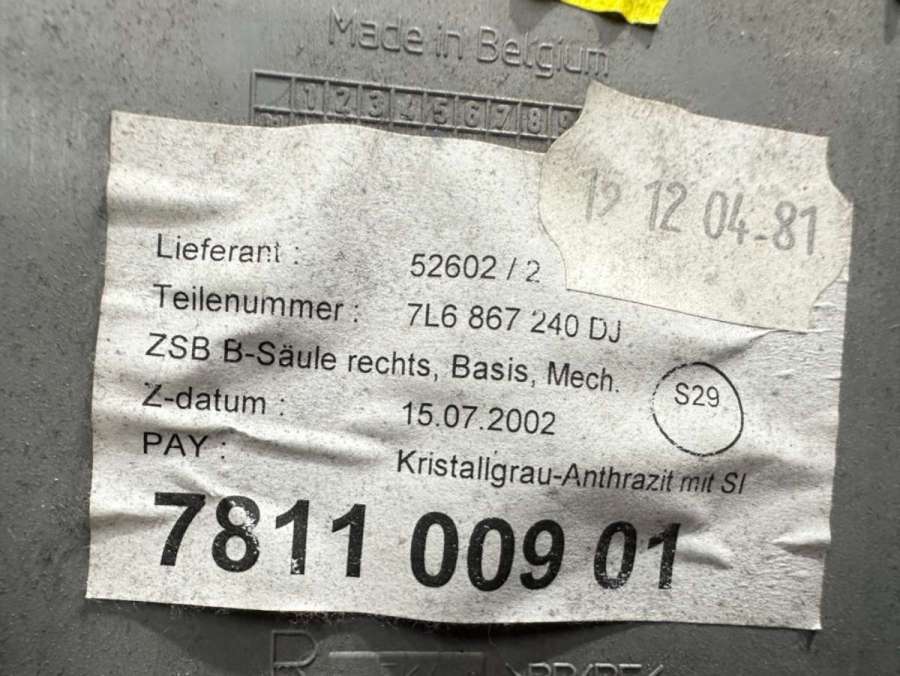 Made in Belgium
1 2 3 4 5 6 7 8 9
12 04-81
Lieferant : 52602 / 2
Teilenummer : 7L6 867 240 DJ
ZSB B-Säule rechts, Basis, Mech.
S29
Z-datum : 15.07.2002
PAY : Kristallgrau-Anthrazit mit SI
7811 009 01
R